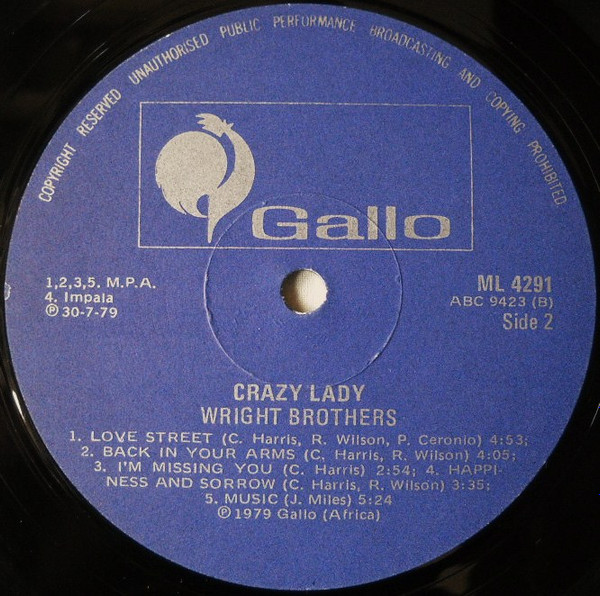 COPYRIGHT RESERVED UNAUTHORISED PUBLIC PERFORMANCE BROADCASTING AND COPYING PROHIBITED.
Gallo
1,2,3,5. M.P.A.
4. Impala
Ⓟ 30-7-79
ML 4291
ABC 9423 (B)
Side 2
CRAZY LADY
WRIGHT BROTHERS
1. LOVE STREET (C. Harris, R. Wilson, P. Ceronio) 4:53;
2. BACK IN YOUR ARMS (C. Harris, R. Wilson) 4:05;
3. I'M MISSING YOU (C. Harris) 2:54; 4. HAPPI-
NESS AND SORROW (C. Harris, R. Wilson) 3:35;
5. MUSIC (J. Miles) 5:24
Ⓟ 1979 Gallo (Africa)